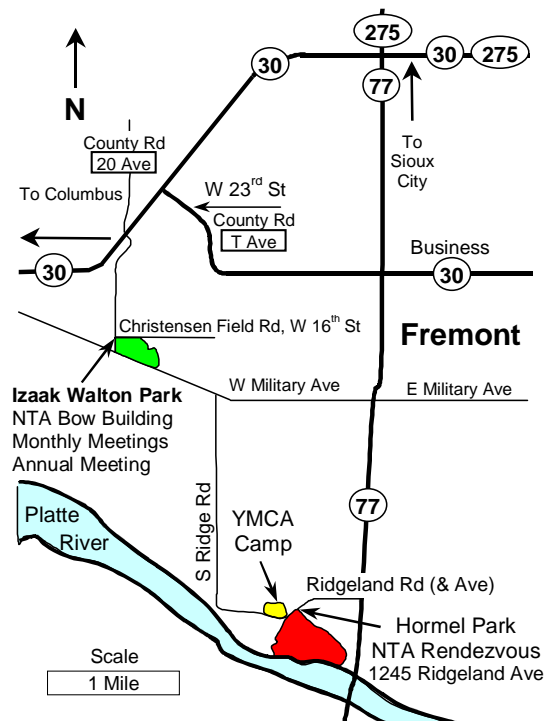 275
30
275
30
77
N
To
Sioux
City
I
County Rd
20 Ave
To Columbus
W 23rd St
County Rd
T Ave
Business
30
30
Christensen Field Rd, W 16th St
Fremont
Izaak Walton Park
NTA Bow Building
Monthly Meetings
Annual Meeting
W Military Ave
E Military Ave
77
Platte
River
S Ridge Rd
YMCA
Camp
Ridgeland Rd (& Ave)
Hormel Park
NTA Rendezvous
1245 Ridgeland Ave
Scale
1 Mile